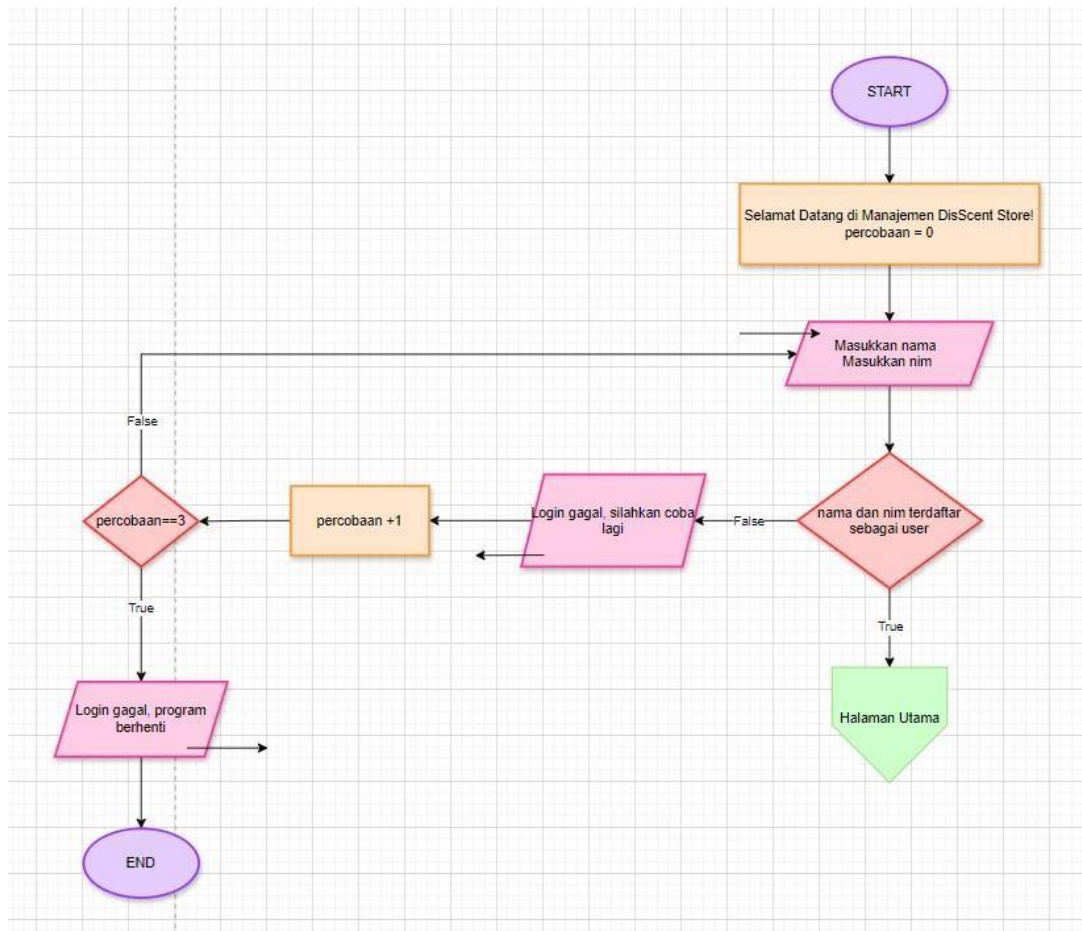 START
Selamat Datang di Manajemen DisScent Store!
percobaan = 0
Masukkan nama
Masukkan nim
nama dan nim terdaftar
sebagai user
False
Login gagal, silahkan coba
lagi
percobaan +1
percobaan==3
False
True
Login gagal, program
berhenti
END
True
Halaman Utama